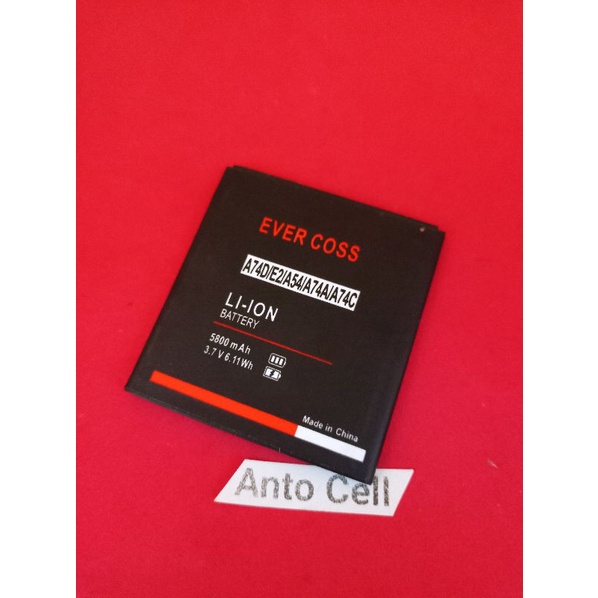 EVER COSS
A74D/E2/A54/A74A/A74C
LI-ION
BATTERY
5800 mAh
3.7 V 6.11Wh
Made in China
Anto Cell